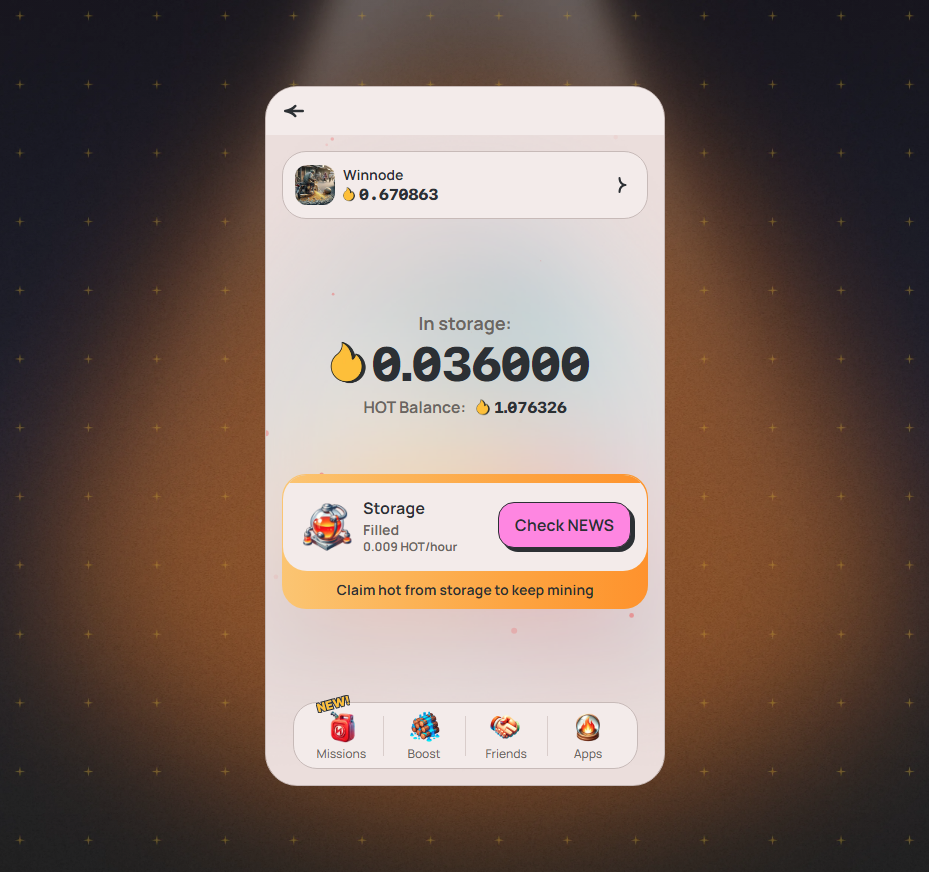 Winnode
0.670863
In storage:
0.036000
HOT Balance: 1.076326
Storage
Filled
0.009 HOT/hour
Check NEWS
Claim hot from storage to keep mining
NEW!
Missions
Boost
Friends
Apps